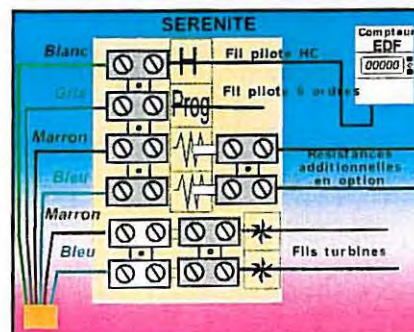 SERENITE
Compteur
EDF
00000
Blanc
H
Fil pilote HC
Gris
Prog
Fil pilote 6 ordres
Marron
Résistances
additionnelles
en option
Bleu
Marron
Bleu
Fils turbines